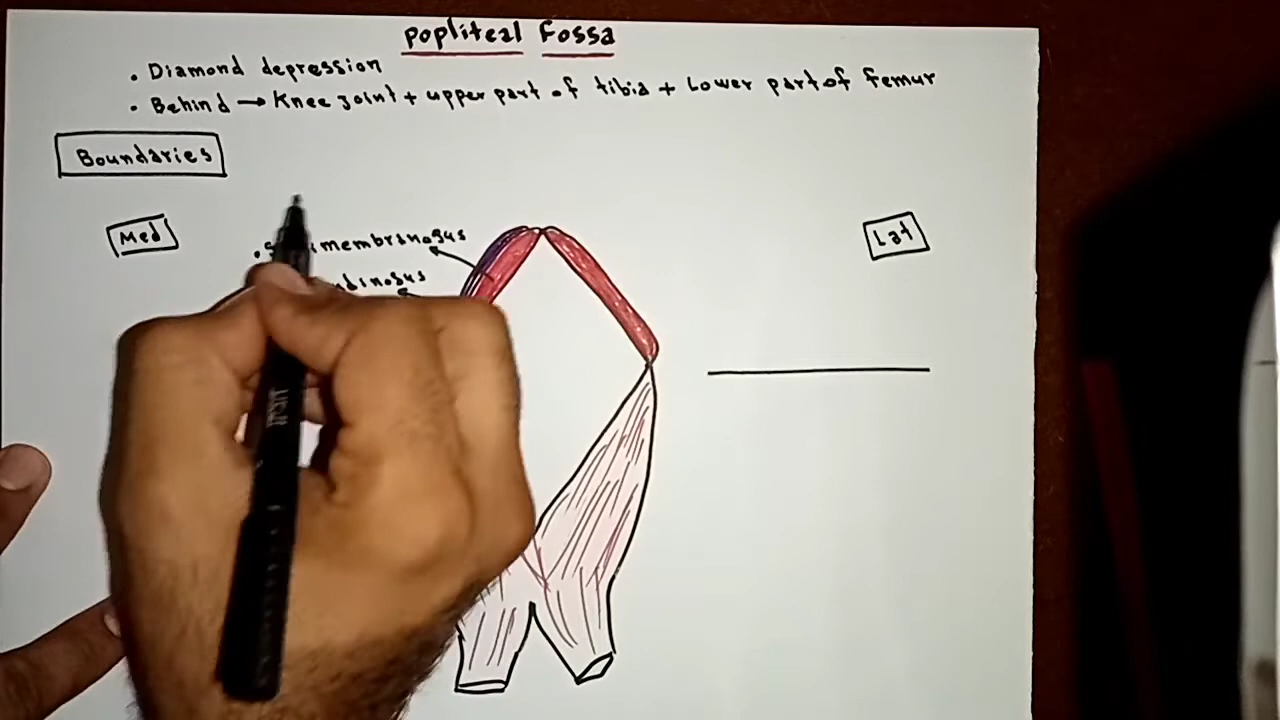 Popliteal Fossa
• Diamond depression
• Behind → Knee joint + upper part of tibia + Lower part of femur
Boundaries
Med
Lat